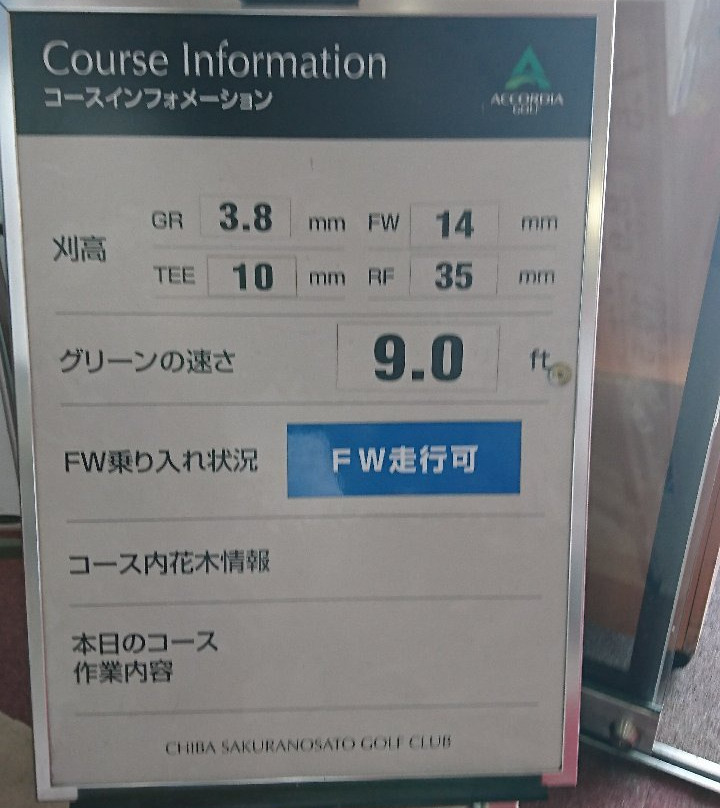 Course Information
コースインフォメーション
ACCORDIA
GOLF
刈高
GR 3.8 mm FW 14 mm
TEE 10 mm RF 35 mm
グリーンの速さ 9.0 ft
FW乗り入れ状況 FW走行可
コース内花木情報
本日のコース
作業内容
CHIBA SAKURANOSATO GOLF CLUB